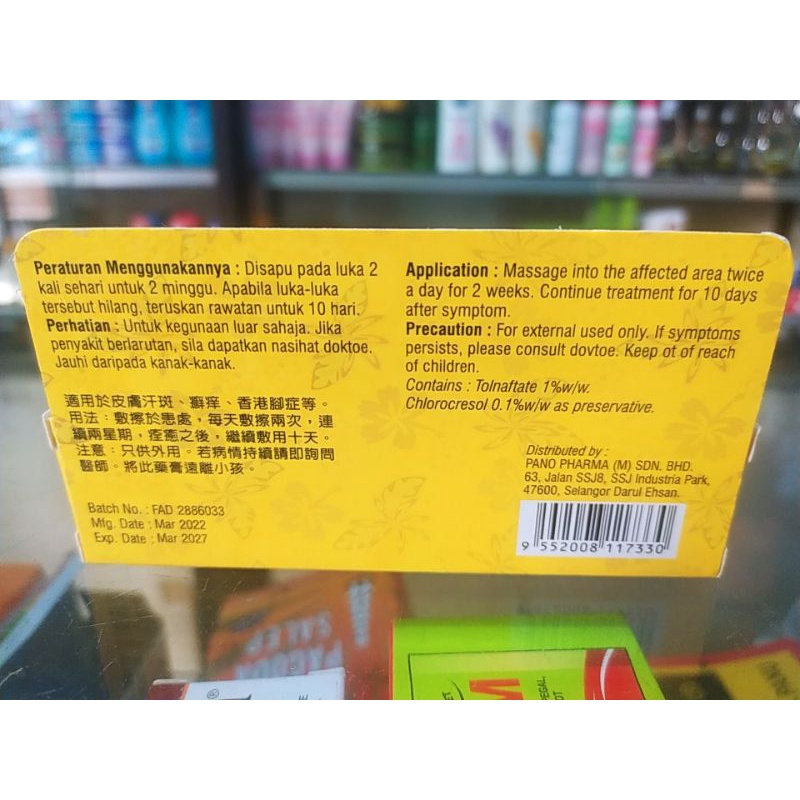 Peraturan Menggunakannya : Disapu pada luka 2
kali sehari untuk 2 minggu. Apabila luka-luka
tersebut hilang, teruskan rawatan untuk 10 hari.
Perhatian : Untuk kegunaan luar sahaja. Jika
penyakit berlarutan, sila dapatkan nasihat doktoe.
Jauhi daripada kanak-kanak.
適用於皮膚汗斑、癬痒、香港腳症等。
用法：敷擦於患處，每天敷擦兩次，連
續兩星期，痊癒之後，繼續敷用十天。
注意：只供外用。若病情持續請即詢問
醫師。將此藥膏遠離小孩。
Batch No. : FAD 2886033
Mfg. Date : Mar 2022
Exp. Date : Mar 2027
Application : Massage into the affected area twice
a day for 2 weeks. Continue treatment for 10 days
after symptom.
Precaution : For external used only. If symptoms
persists, please consult dovtoe. Keep ot of reach
of children.
Contains : Tolnaftate 1%w/w.
Chlorocresol 0.1%w/w as preservative.
Distributed by :
PANO PHARMA (M) SDN. BHD.
63, Jalan SSJ8, SSJ Industria Park,
47600, Selangor Darul Ehsan.
9 552008 117330
SALEP
PAGODA
M